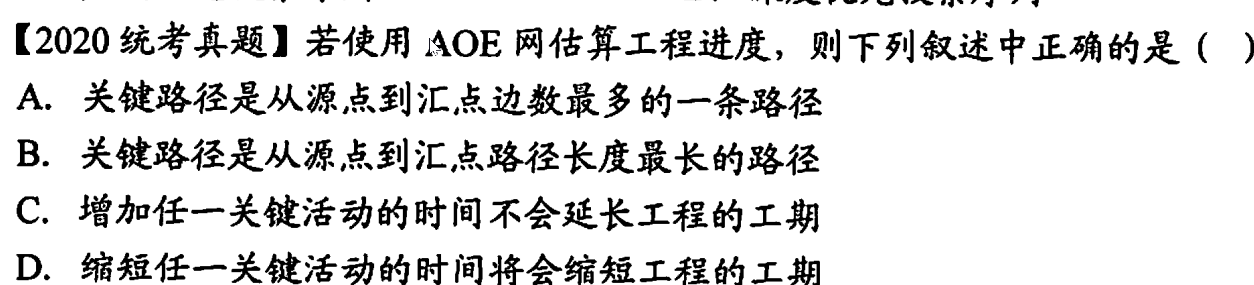 【2020 统考真题】若使用 AOE 网估算工程进度，则下列叙述中正确的是（ ）
A. 关键路径是从源点到汇点边数最多的一条路径
B. 关键路径是从源点到汇点路径长度最长的路径
C. 增加任一关键活动的时间不会延长工程的工期
D. 缩短任一关键活动的时间将会缩短工程的工期